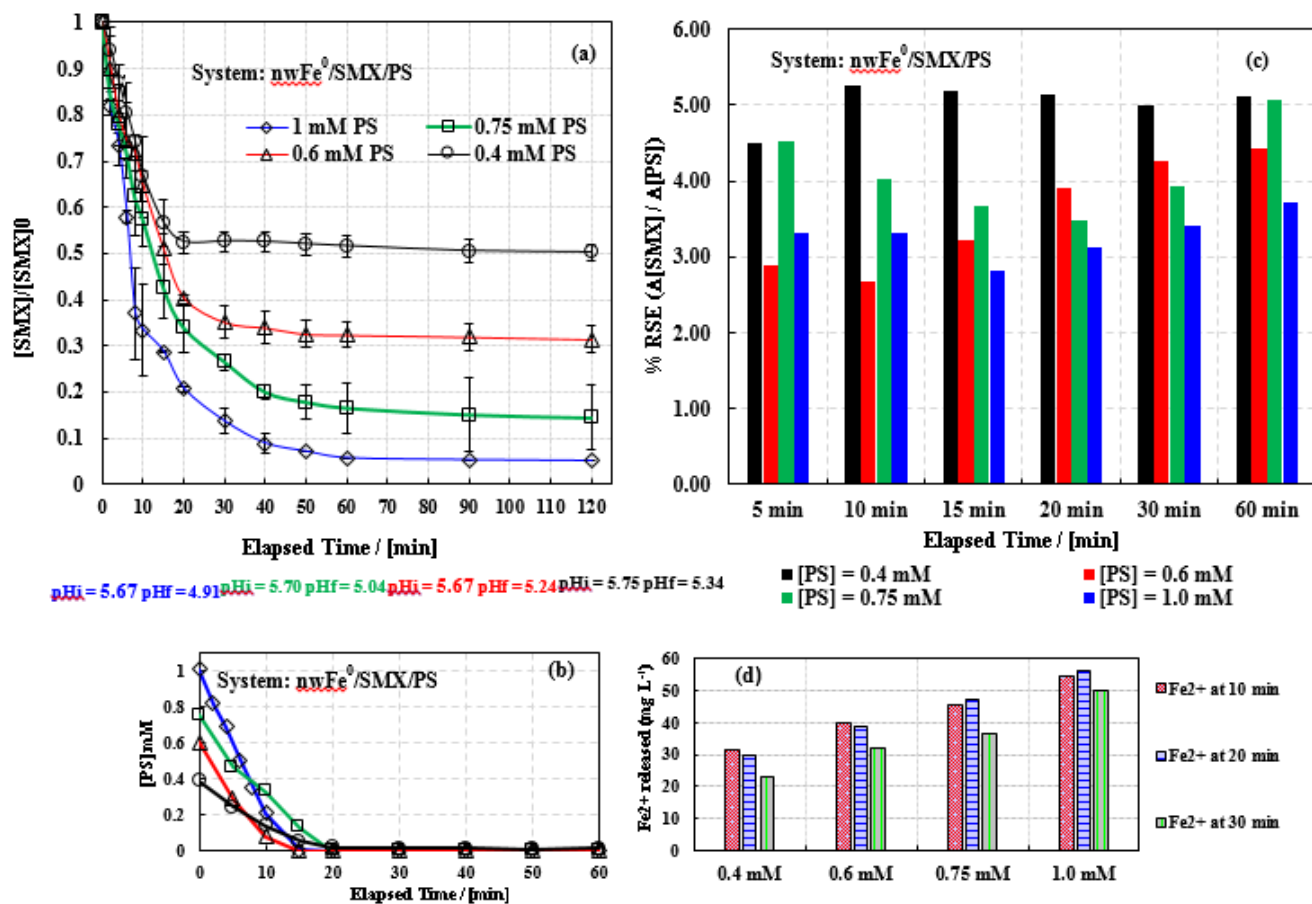 (a)
System: nwFe⁰/SMX/PS
1 mM PS
0.75 mM PS
0.6 mM PS
0.4 mM PS
[SMX]/[SMX]0
1
0.9
0.8
0.7
0.6
0.5
0.4
0.3
0.2
0.1
0
0 10 20 30 40 50 60 70 80 90 100 110 120
Elapsed Time / [min]
pHi = 5.67 pHf = 4.91 pHi = 5.70 pHf = 5.04 pHi = 5.67 pHf = 5.24 pHi = 5.75 pHf = 5.34
(c)
System: nwFe⁰/SMX/PS
% RSE (Δ[SMX] / Δ[PS])
6.00
5.00
4.00
3.00
2.00
1.00
0.00
5 min 10 min 15 min 20 min 30 min 60 min
Elapsed Time / [min]
[PS] = 0.4 mM
[PS] = 0.6 mM
[PS] = 0.75 mM
[PS] = 1.0 mM
(b)
System: nwFe⁰/SMX/PS
[PS] mM
1
0.8
0.6
0.4
0.2
0
0 10 20 30 40 50 60
Elapsed Time / [min]
(d)
Fe2+ released (mg L⁻¹)
60
50
40
30
20
10
0
0.4 mM 0.6 mM 0.75 mM 1.0 mM
Fe2+ at 10 min
Fe2+ at 20 min
Fe2+ at 30 min